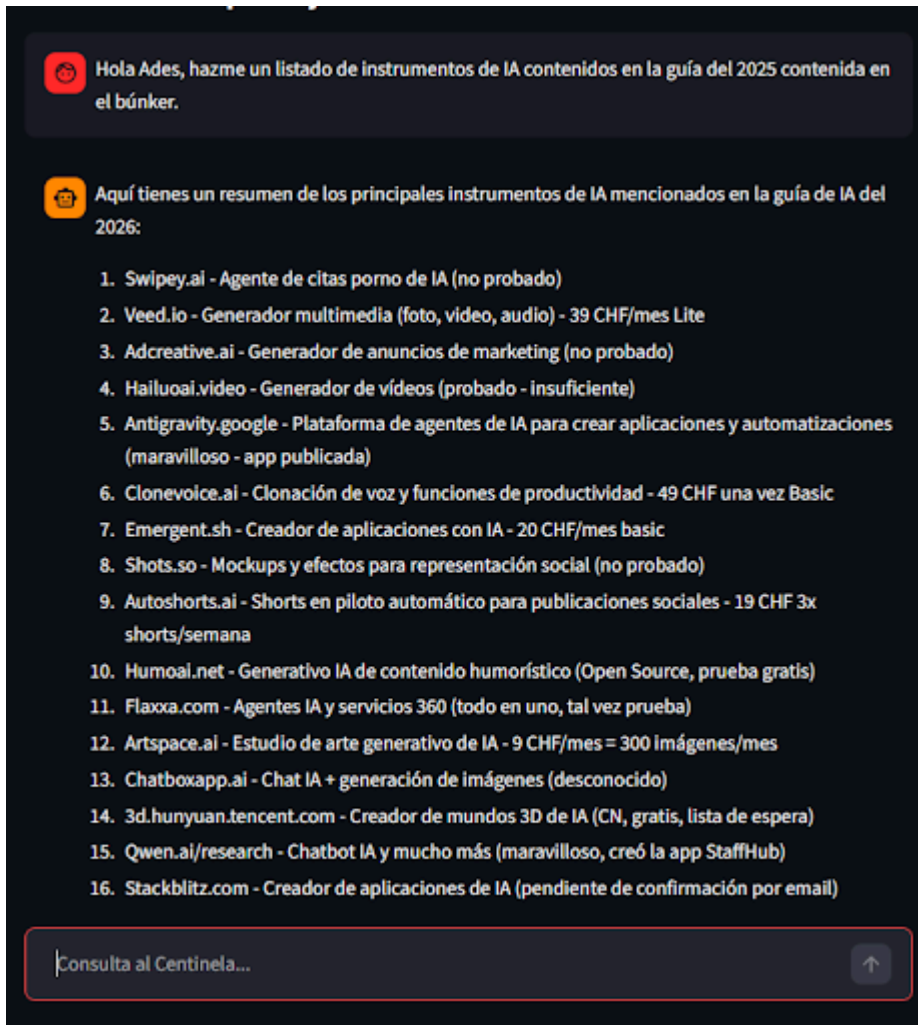 Hola Ades, hazme un listado de instrumentos de IA contenidos en la guía del 2025 contenida en
el búnker.
Aquí tienes un resumen de los principales instrumentos de IA mencionados en la guía de IA del
2026:
1. Swipey.ai - Agente de citas porno de IA (no probado)
2. Veed.io - Generador multimedia (foto, video, audio) - 39 CHF/mes Lite
3. Adcreative.ai - Generador de anuncios de marketing (no probado)
4. Hailuoai.video - Generador de vídeos (probado - insuficiente)
5. Antigravity.google - Plataforma de agentes de IA para crear aplicaciones y automatizaciones
(maravilloso - app publicada)
6. Clonevoice.ai - Clonación de voz y funciones de productividad - 49 CHF una vez Basic
7. Emergent.sh - Creador de aplicaciones con IA - 20 CHF/mes basic
8. Shots.so - Mockups y efectos para representación social (no probado)
9. Autoshorts.ai - Shorts en piloto automático para publicaciones sociales - 19 CHF 3x
shorts/semana
10. Humoai.net - Generativo IA de contenido humorístico (Open Source, prueba gratis)
11. Flaxxa.com - Agentes IA y servicios 360 (todo en uno, tal vez prueba)
12. Artspace.ai - Estudio de arte generativo de IA - 9 CHF/mes = 300 imágenes/mes
13. Chatboxapp.ai - Chat IA + generación de imágenes (desconocido)
14. 3d.hunyuan.tencent.com - Creador de mundos 3D de IA (CN, gratis, lista de espera)
15. Qwen.ai/research - Chatbot IA y mucho más (maravilloso, creó la app StaffHub)
16. Stackblitz.com - Creador de aplicaciones de IA (pendiente de confirmación por email)
Consulta al Centinela...